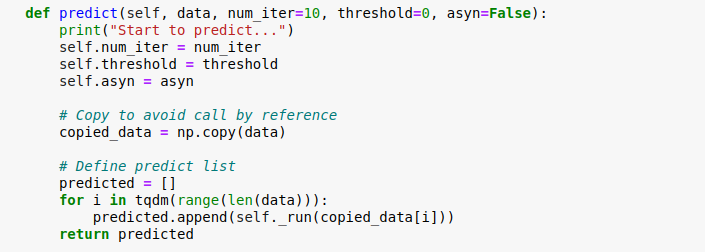 def predict(self, data, num_iter=10, threshold=0, asyn=False):
    print("Start to predict...")
    self.num_iter = num_iter
    self.threshold = threshold
    self.asyn = asyn

    # Copy to avoid call by reference
    copied_data = np.copy(data)

    # Define predict list
    predicted = []
    for i in tqdm(range(len(data))):
        predicted.append(self._run(copied_data[i]))
    return predicted